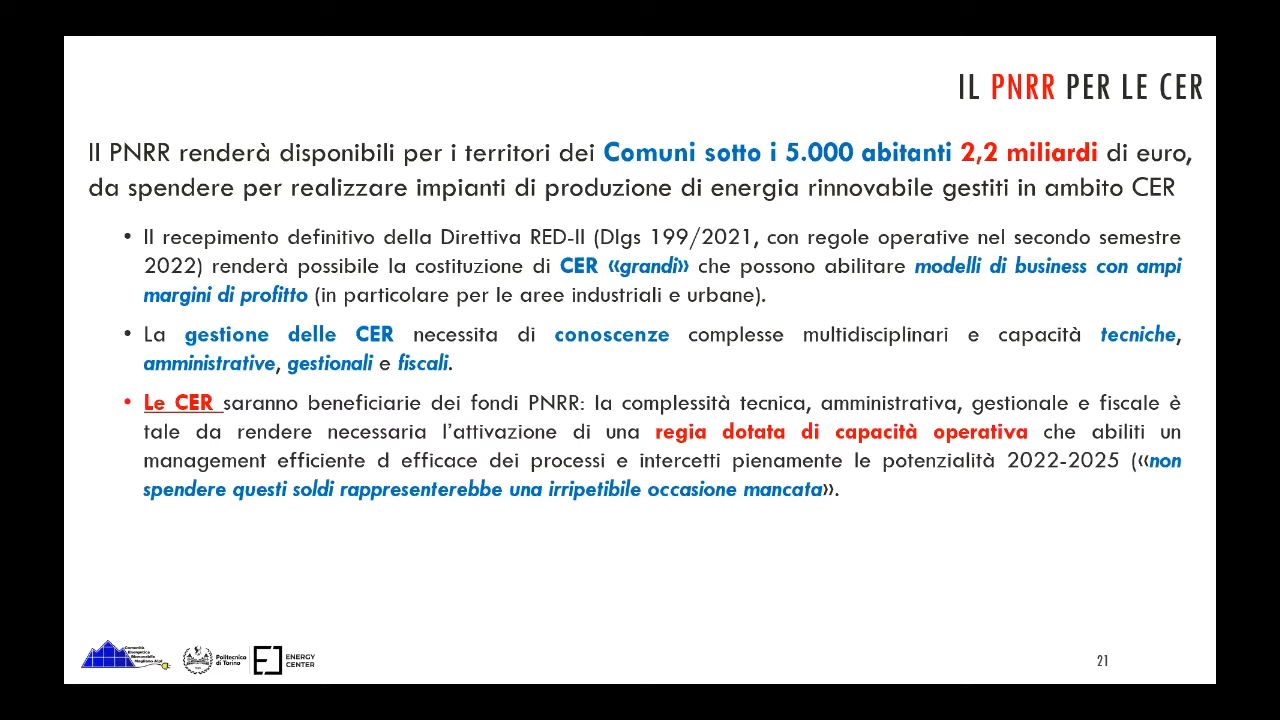 IL PNRR PER LE CER
Il PNRR renderà disponibili per i territori dei Comuni sotto i 5.000 abitanti 2,2 miliardi di euro,
da spendere per realizzare impianti di produzione di energia rinnovabile gestiti in ambito CER
• Il recepimento definitivo della Direttiva RED-II (Dlgs 199/2021, con regole operative nel secondo semestre
2022) renderà possibile la costituzione di CER «grandi» che possono abilitare modelli di business con ampi
margini di profitto (in particolare per le aree industriali e urbane).
• La gestione delle CER necessita di conoscenze complesse multidisciplinari e capacità tecniche,
amministrative, gestionali e fiscali.
• Le CER saranno beneficiarie dei fondi PNRR: la complessità tecnica, amministrativa, gestionale e fiscale è
tale da rendere necessaria l'attivazione di una regia dotata di capacità operativa che abiliti un
management efficiente d efficace dei processi e intercetti pienamente le potenzialità 2022-2025 («non
spendere questi soldi rappresenterebbe una irripetibile occasione mancata».
Comunità
Energetica
Rinnovabile
Magliano Alpi
Politecnico
di Torino
ENERGY
CENTER
21